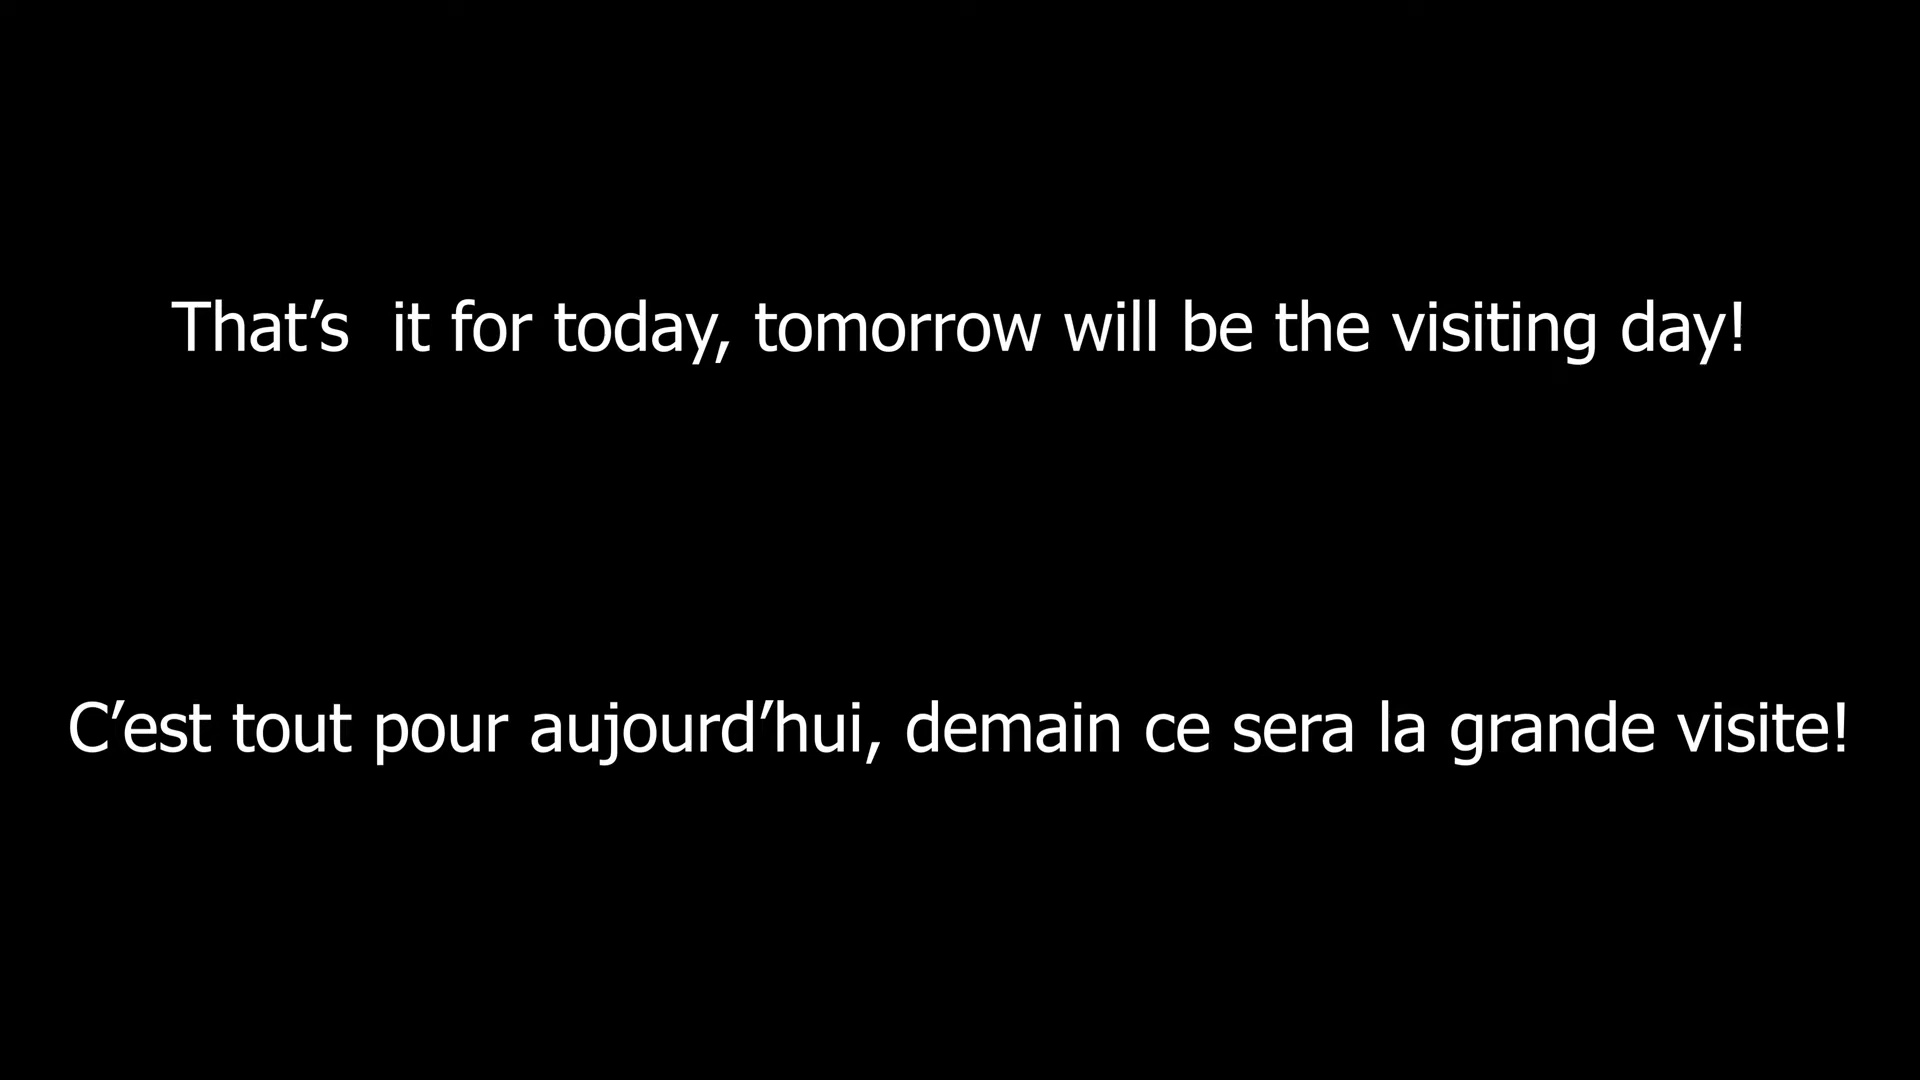 That’s  it for today, tomorrow will be the visiting day!
C’est tout pour aujourd’hui, demain ce sera la grande visite!